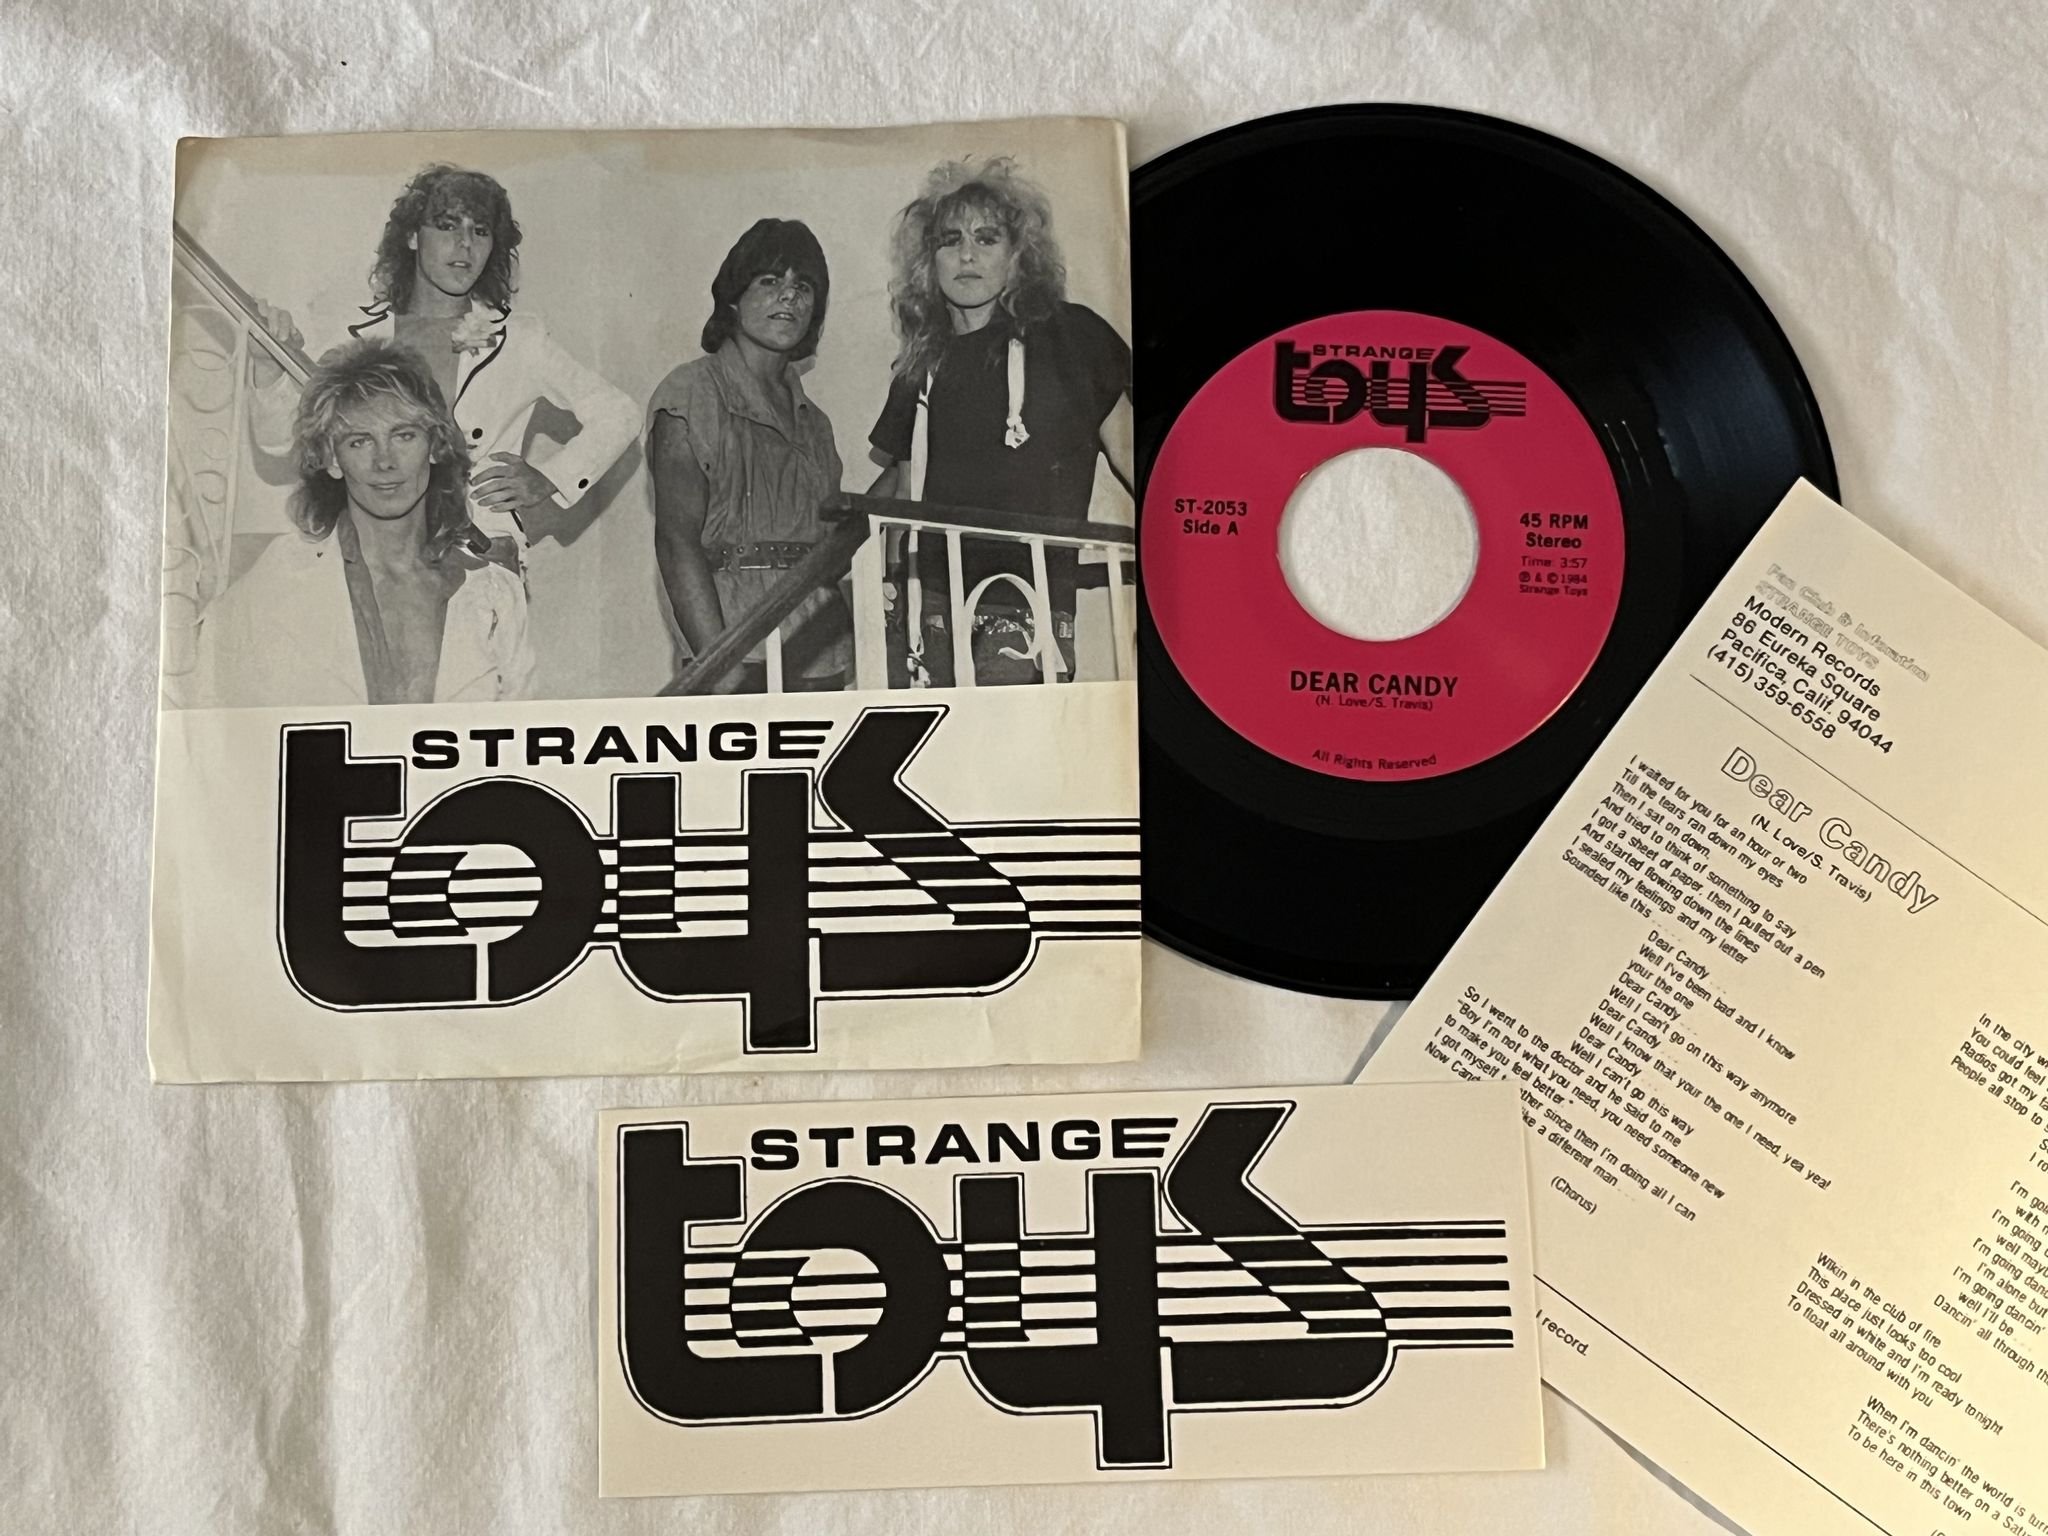 STRANGE
toys
STRANGE
toys
ST-2053
Side A
45 RPM
Stereo
Time: 3:57
℗ & © 1984
Strange Toys
DEAR CANDY
(N. Love/S. Travis)
All Rights Reserved
STRANGE
toys
Fan Club & Infomation
STRANGE TOYS
Modern Records
86 Eureka Square
Pacifica, Calif. 94044
(415) 359-6558
Dear Candy
(N. Love/S. Travis)
I waited for you for an hour or two
Till the tears ran down my eyes
Then I sat on down,
And tried to think of something to say
I got a sheet of paper, then I pulled out a pen
And started flowing down the lines
I sealed my feelings and my letter
Sounded like this
Dear Candy
Well I've been bad and I know
your the one
Dear Candy
Well I can't go on this way anymore
Dear Candy
Well I know that your the one I need, yea yea!
Dear Candy
Well I can't go this way
So I went to the doctor and he said to me
"Boy I'm not what you need, you need someone new
to make you feel better"
I got myself together since then I'm doing all I can
Now like a different man
(Chorus)
record.
In the city
You could feel
Radios got my
People all stop to
I
I'm
with
I'm going
well
I'm going
I'm alone but
I'm going dancin'
well I'll be
Dancin' all through
Wlkin in the club of fire
This place just looks too cool
Dressed in white and I'm ready tonight
To float all around with you
When I'm dancin' the world is
There's nothing better on a
To be here in this town